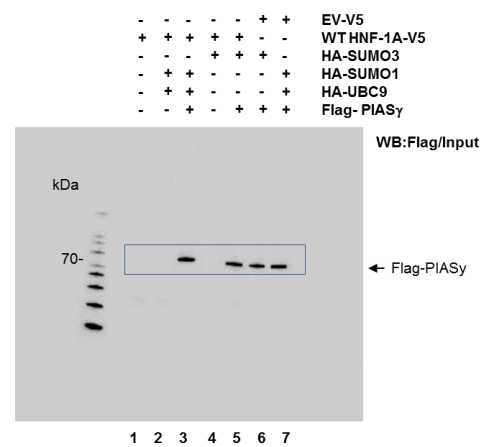 - - - - - + + EV-V5
+ + + + + - - WT HNF-1A-V5
- - - + + + - HA-SUMO3
- + + - - - + HA-SUMO1
- + + - - - + HA-UBC9
- - + - + + + Flag- PIASγ
WB:Flag/Input
kDa
70-
Flag-PIASy
1 2 3 4 5 6 7